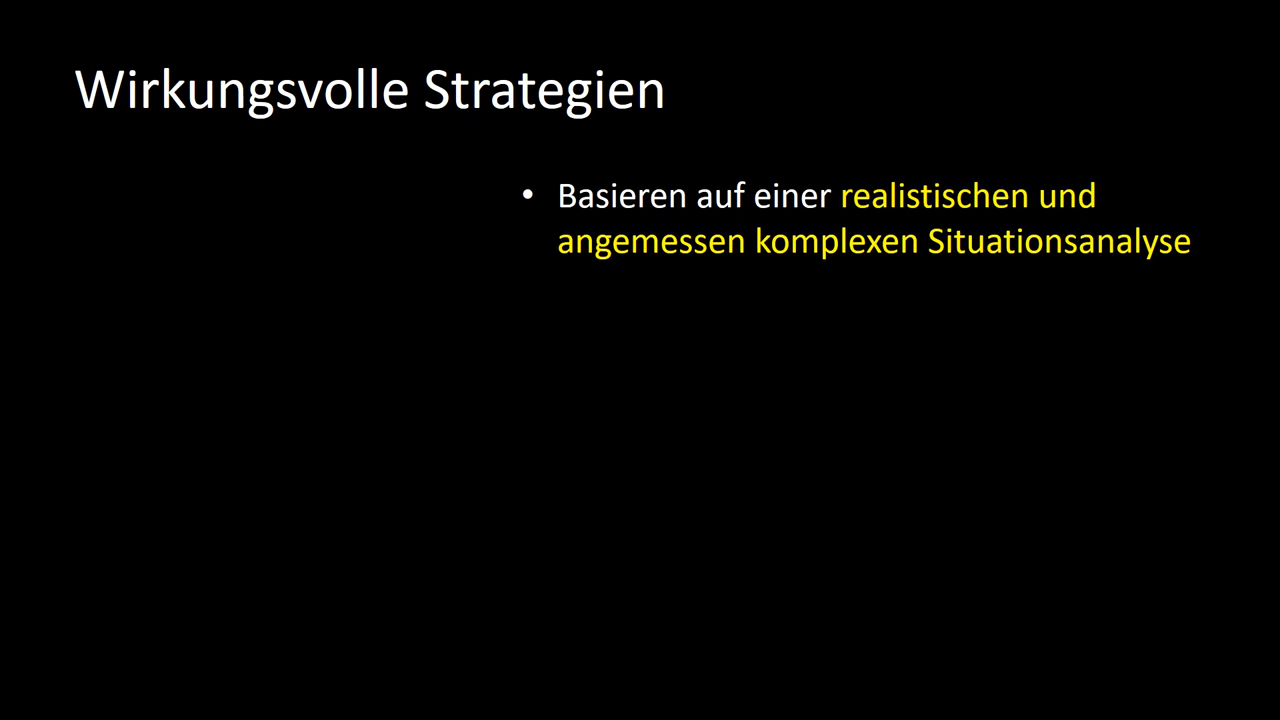 Wirkungsvolle Strategien
• Basieren auf einer realistischen und
angemessen komplexen Situationsanalyse